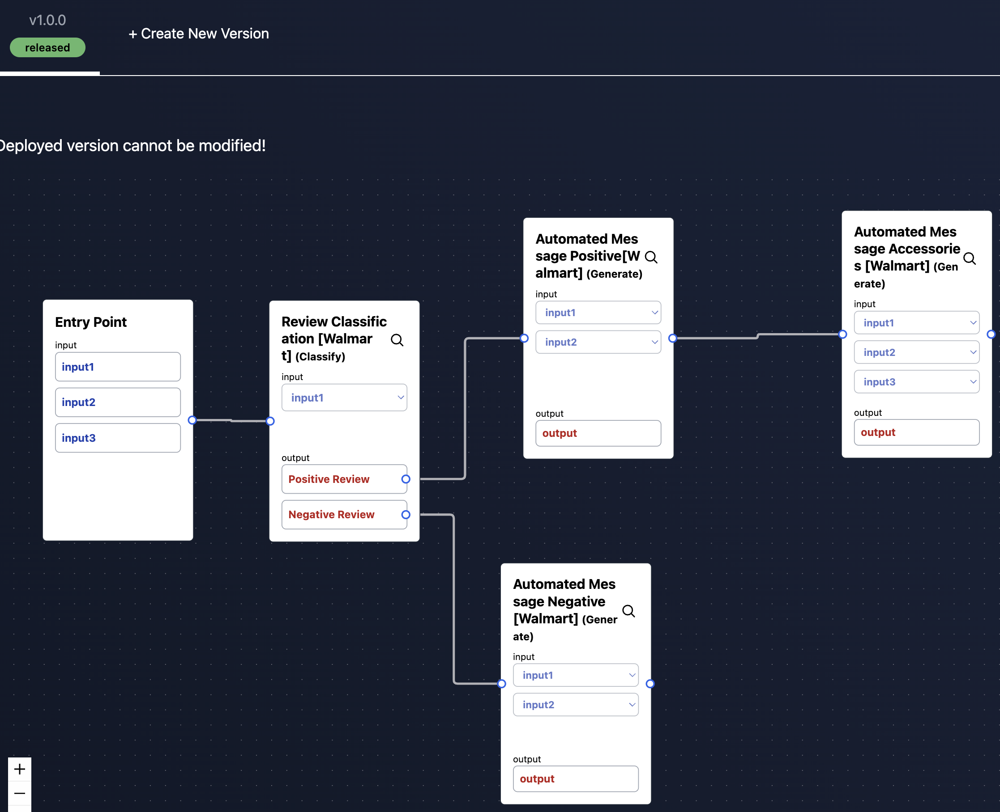 v1.0.0
released
+ Create New Version
Deployed version cannot be modified!
Entry Point
input
input1
input2
input3
Review Classific
ation [Walmar
t] (Classify)
input
input1
output
Positive Review
Negative Review
Automated Mes
sage Positive[W
almart] (Generate)
input
input1
input2
output
output
Automated Mes
sage Accessorie
s [Walmart] (Gen
erate)
input
input1
input2
input3
output
output
Automated Mes
sage Negative
[Walmart] (Gener
ate)
input
input1
input2
output
output